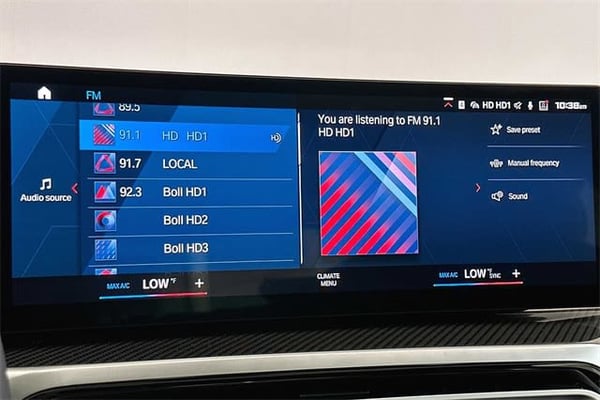 FM
HD HD1
10:38 am
89.5
91.1 HD HD1
HD
91.7 LOCAL
92.3 Boll HD1
Boll HD2
Boll HD3
Audio source
You are listening to FM 91.1
HD HD1
Save preset
Manual frequency
Sound
MAX A/C LOW °F +
CLIMATE
MENU
MAX A/C LOW °F SYNC +